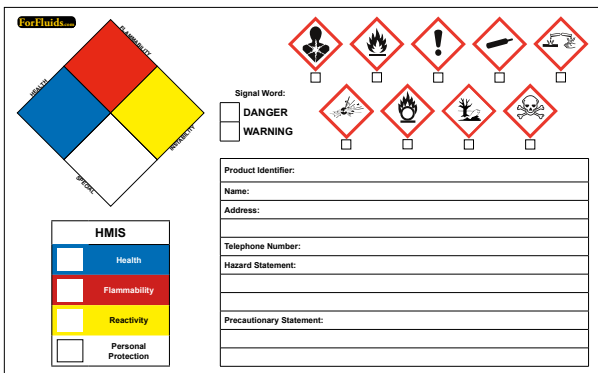 ForFluids.com
FLAMMABILITY
HEALTH
INSTABILITY
SPECIAL
Signal Word:
DANGER
WARNING
Product Identifier:
Name:
Address:
Telephone Number:
Hazard Statement:
Precautionary Statement:
HMIS
Health
Flammability
Reactivity
Personal
Protection